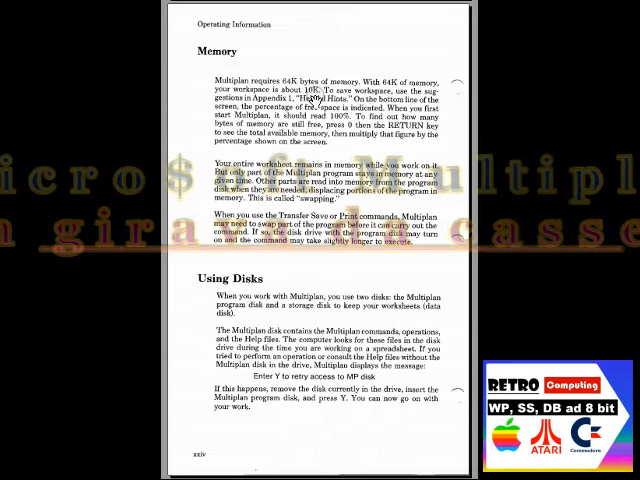 Operating Information
Memory
Multiplan requires 64K bytes of memory. With 64K of memory,
your workspace is about 10K. To save workspace, use the sug-
gestions in Appendix 1, "Helpful Hints." On the bottom line of the
screen, the percentage of free space is indicated. When you first
start Multiplan, it should read 100%. To find out how many
bytes of memory are still free, press 0 then the RETURN key
to see the total available memory, then multiply that figure by the
percentage shown on the screen.
Your entire worksheet remains in memory while you work on it.
But only part of the Multiplan program stays in memory at any
given time. Other parts are read into memory from the program
disk when they are needed, displacing portions of the program in
memory. This is called "swapping."
icro$oft Multipl
When you use the Transfer Save or Print commands, Multiplan
may need to swap part of the program before it can carry out the
command. If so, the disk drive with the program disk may turn
on and the command may take slightly longer to execute.
n gira da casse
Using Disks
When you work with Multiplan, you use two disks: the Multiplan
program disk and a storage disk to keep your worksheets (data
disk).
The Multiplan disk contains the Multiplan commands, operations,
and the Help files. The computer looks for these files in the disk
drive during the time you are working on a spreadsheet. If you
tried to perform an operation or consult the Help files without the
Multiplan disk in the drive, Multiplan displays the message:
Enter Y to retry access to MP disk
If this happens, remove the disk currently in the drive, insert the
Multiplan program disk, and press Y. You can now go on with
your work.
xxiv
RETRO Computing
WP, SS, DB ad 8 bit
ATARI
Commodore